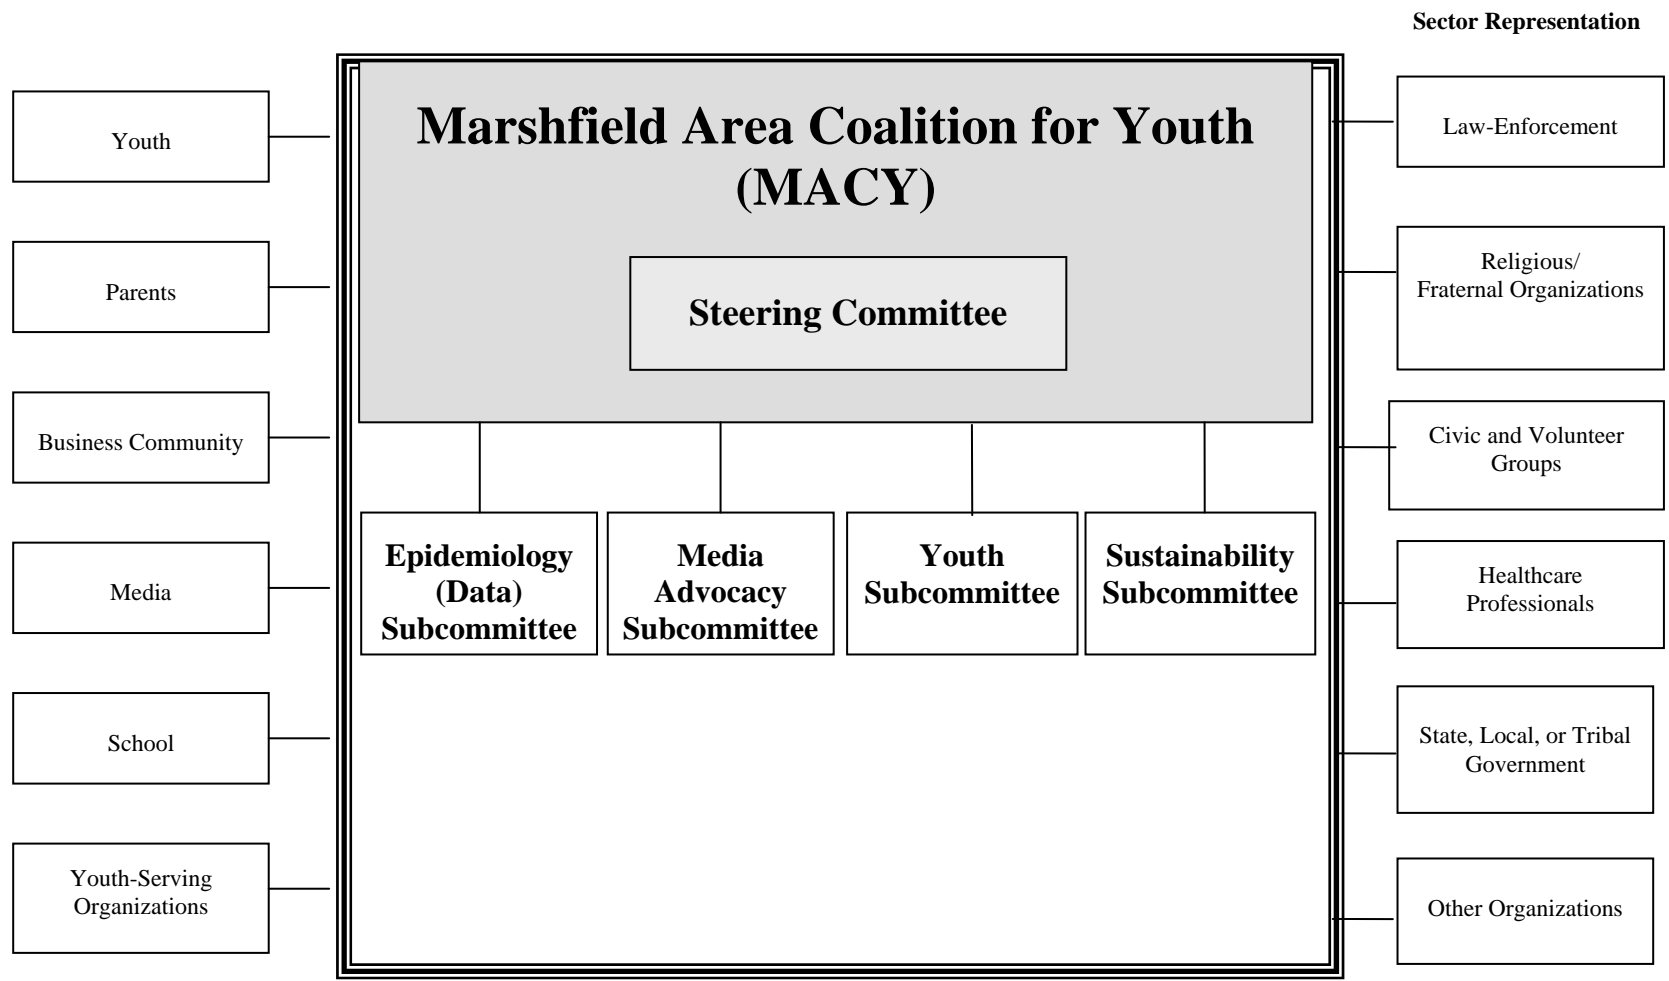 Sector Representation
Marshfield Area Coalition for Youth
(MACY)
Steering Committee
Epidemiology
(Data)
Subcommittee
Media
Advocacy
Subcommittee
Youth
Subcommittee
Sustainability
Subcommittee
Youth
Parents
Business Community
Media
School
Youth-Serving
Organizations
Law-Enforcement
Religious/
Fraternal Organizations
Civic and Volunteer
Groups
Healthcare
Professionals
State, Local, or Tribal
Government
Other Organizations